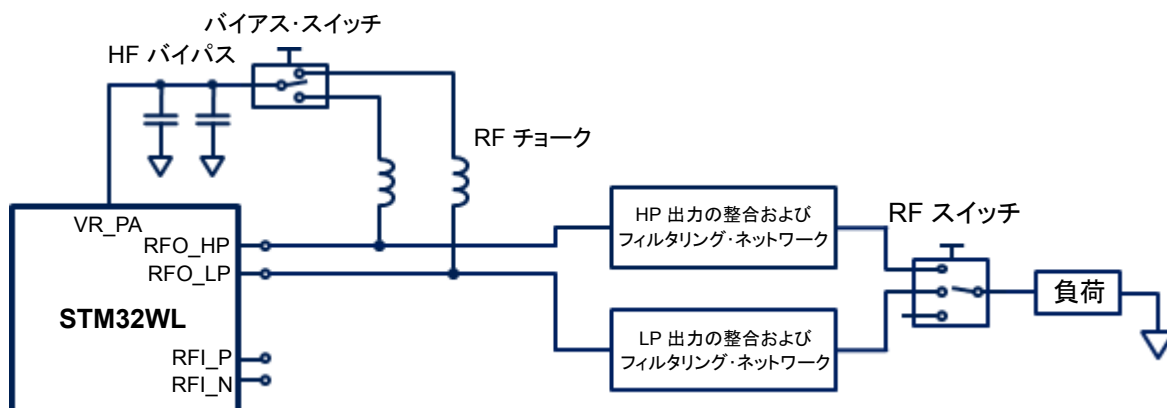 バイアス・スイッチ
HF バイパス
RF チョーク
VR_PA
RFO_HP
RFO_LP
STM32WL
RFI_P
RFI_N
HP 出力の整合および
フィルタリング・ネットワーク
LP 出力の整合および
フィルタリング・ネットワーク
RF スイッチ
負荷